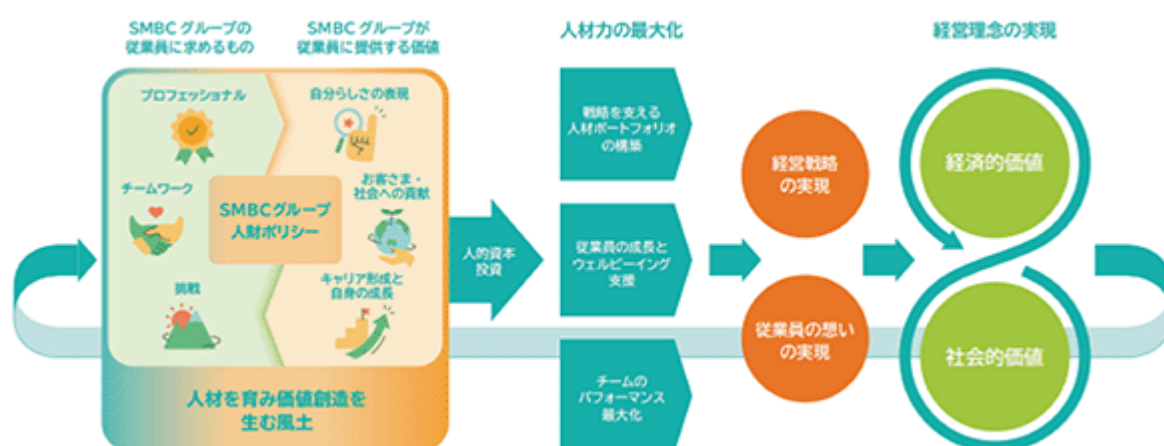 SMBCグループの
従業員に求めるもの
SMBCグループが
従業員に提供する価値
人材力の最大化
経営理念の実現
プロフェッショナル
自分らしさの表現
チームワーク
お客さま・
社会への貢献
SMBCグループ
人財ポリシー
挑戦
キャリア形成と
自身の成長
人材を育み価値創造を
生む風土
人的資本
投資
戦略を支える
人材ポートフォリオ
の構築
従業員の成長と
ウェルビーイング
支援
チームの
パフォーマンス
最大化
経営戦略
の実現
従業員の想い
の実現
経済的価値
社会的価値